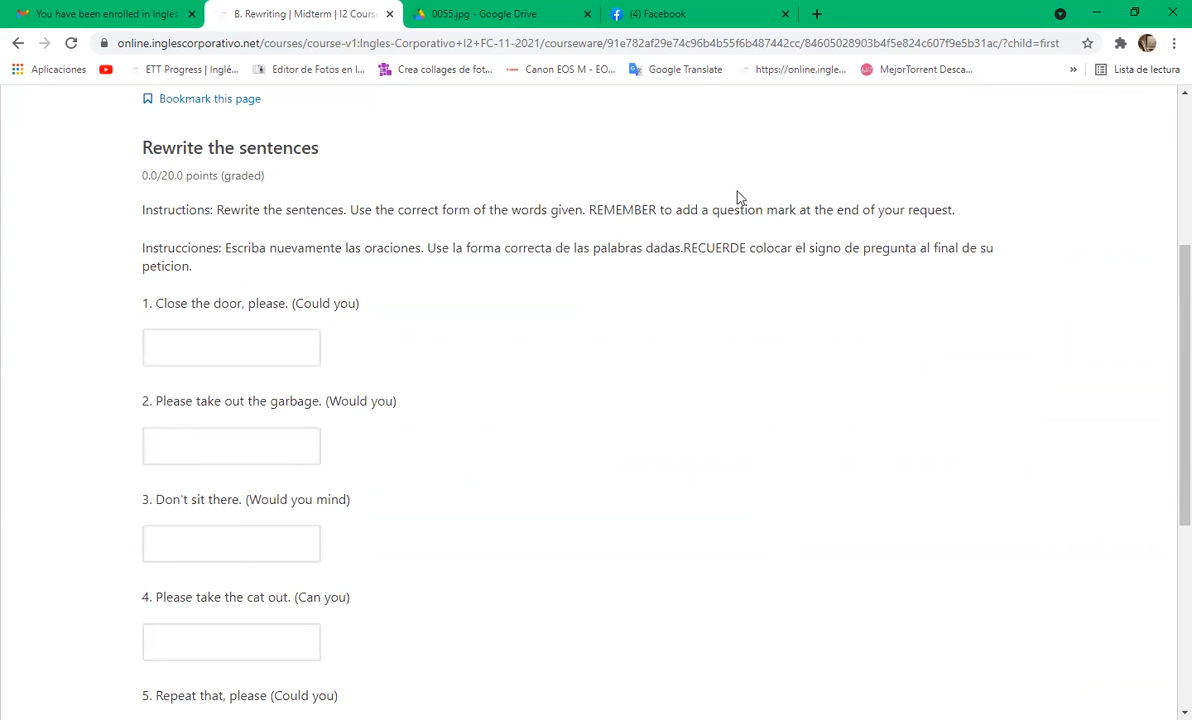 You have been enrolled in Inglés
B. Rewriting | Midterm | I2 Cours
0055.jpg - Google Drive
(4) Facebook
online.inglescorporativo.net/courses/course-v1:Ingles-Corporativo+I2+FC-11-2021/courseware/91e782af29e74c96b4b55f6b487442cc/84605028903b4f5e824c607f9e5b31ac/?child=first
Aplicaciones
ETT Progress | Inglé...
Editor de Fotos en l...
Crea collages de fot...
Canon EOS M - EO...
Google Translate
https://online.ingle...
MejorTorrent Desca...
»
Lista de lectura
Bookmark this page
Rewrite the sentences
0.0/20.0 points (graded)
Instructions: Rewrite the sentences. Use the correct form of the words given. REMEMBER to add a question mark at the end of your request.
Instrucciones: Escriba nuevamente las oraciones. Use la forma correcta de las palabras dadas.RECUERDE colocar el signo de pregunta al final de su
peticion.
1. Close the door, please. (Could you)
2. Please take out the garbage. (Would you)
3. Don't sit there. (Would you mind)
4. Please take the cat out. (Can you)
5. Repeat that, please (Could you)